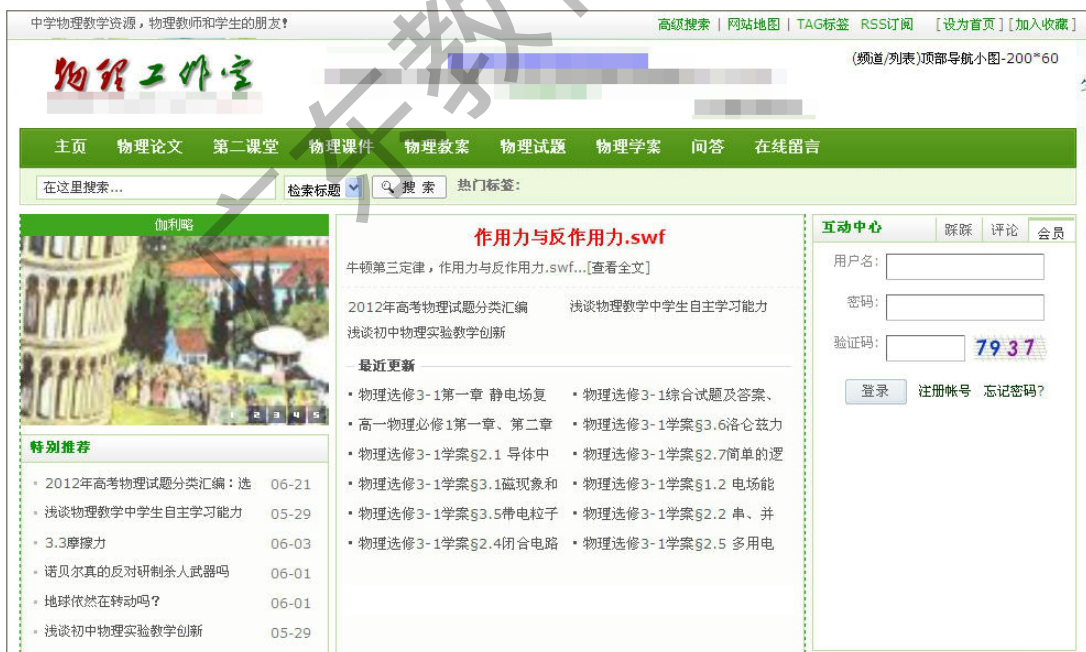 中学物理教学资源，物理教师和学生的朋友!
高级搜索 | 网站地图 | TAG标签 RSS订阅 [设为首页] [加入收藏]
物理工作室
(频道/列表)顶部导航小图-200*60
主页 物理论文 第二课堂 物理课件 物理教案 物理试题 物理学案 问答 在线留言
在这里搜索... 检索标题 搜索 热门标签:
伽利略
1 2 3 4 5
特别推荐
2012年高考物理试题分类汇编：选 06-21
浅谈物理教学中学生自主学习能力 05-29
3.3摩擦力 06-03
诺贝尔真的反对研制杀人武器吗 06-01
地球依然在转动吗? 06-01
浅谈初中物理实验教学创新 05-29
作用力与反作用力.swf
牛顿第三定律，作用力与反作用力.swf...[查看全文]
2012年高考物理试题分类汇编 浅谈物理教学中学生自主学习能力
浅谈初中物理实验教学创新
最近更新
物理选修3-1第一章 静电场复 物理选修3-1综合试题及答案、
高一物理必修1第一章、第二章 物理选修3-1学案§3.6洛仑兹力
物理选修3-1学案§2.1 导体中 物理选修3-1学案§2.7简单的逻
物理选修3-1学案§3.1磁现象和 物理选修3-1学案§1.2 电场能
物理选修3-1学案§3.5带电粒子 物理选修3-1学案§2.2 串、并
物理选修3-1学案§2.4闭合电路 物理选修3-1学案§2.5 多用电
互动中心 踩踩 评论 会员
用户名:
密码:
验证码: 7937
登录 注册帐号 忘记密码?
广东教